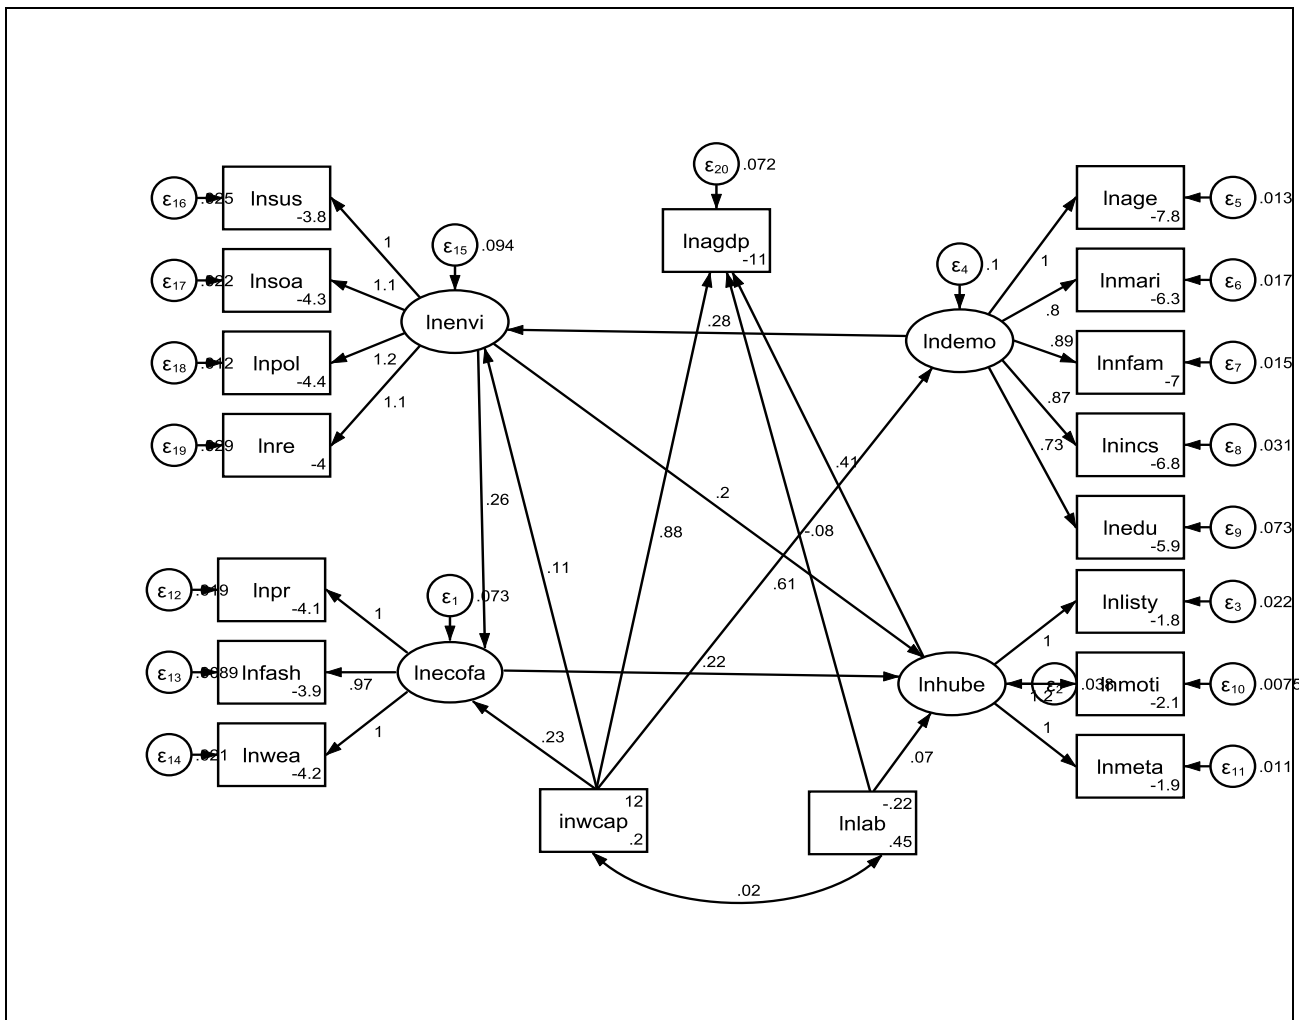 ε20 .072
lnagdp
-11
ε16
lnsus
-3.8
ε17
lnsoa
-4.3
ε18
lnpol
-4.4
ε19
lnre
-4
1
1.1
1.2
1.1
ε15 .094
lnenvi
ε4 .1
lndemo
.28
1
.8
.89
.87
.73
lnage
-7.8
ε5 .013
lnmari
-6.3
ε6 .017
lnnfam
-7
ε7 .015
lnincs
-6.8
ε8 .031
lnedu
-5.9
ε9 .073
.26
.2
.41
.88
-.08
.11
.61
ε12
lnpr
-4.1
ε13
lnfash
-3.9
ε14
lnwea
-4.2
1
.97
1
ε1 .073
lnecofa
.22
.23
lnhube
.07
1
1.2
1
ε2 .038
lnlisty
-1.8
ε3 .022
lnmoti
-2.1
ε10 .0075
lnmeta
-1.9
ε11 .011
12
inwcap
.2
-.22
lnlab
.45
.02